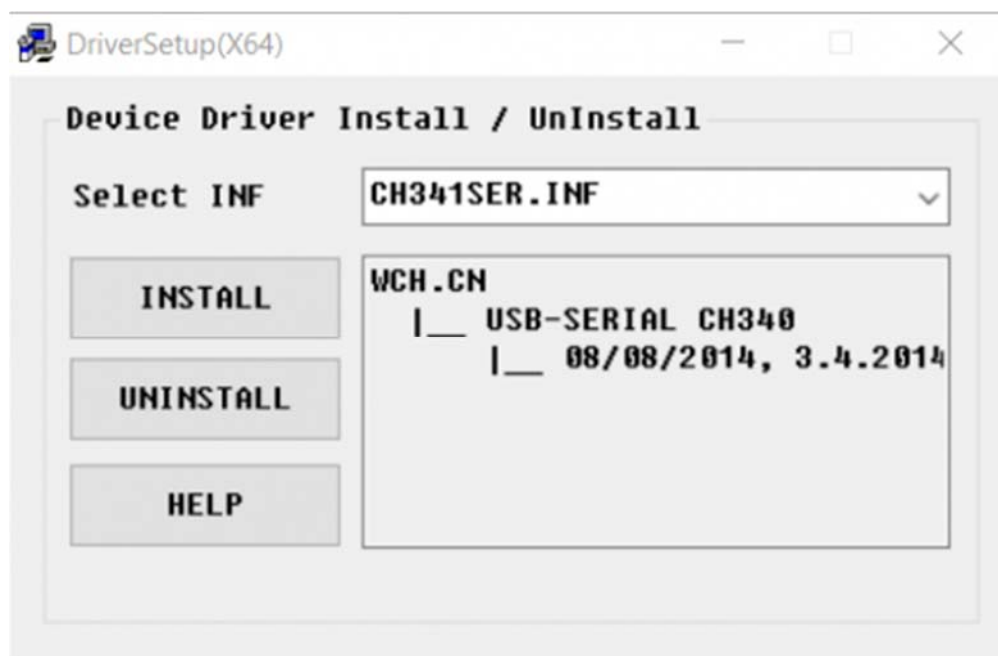 DriverSetup(X64)
Device Driver Install / UnInstall
Select INF
CH341SER.INF
INSTALL
UNINSTALL
HELP
WCH.CN
|__ USB-SERIAL CH340
|__ 08/08/2014, 3.4.2014